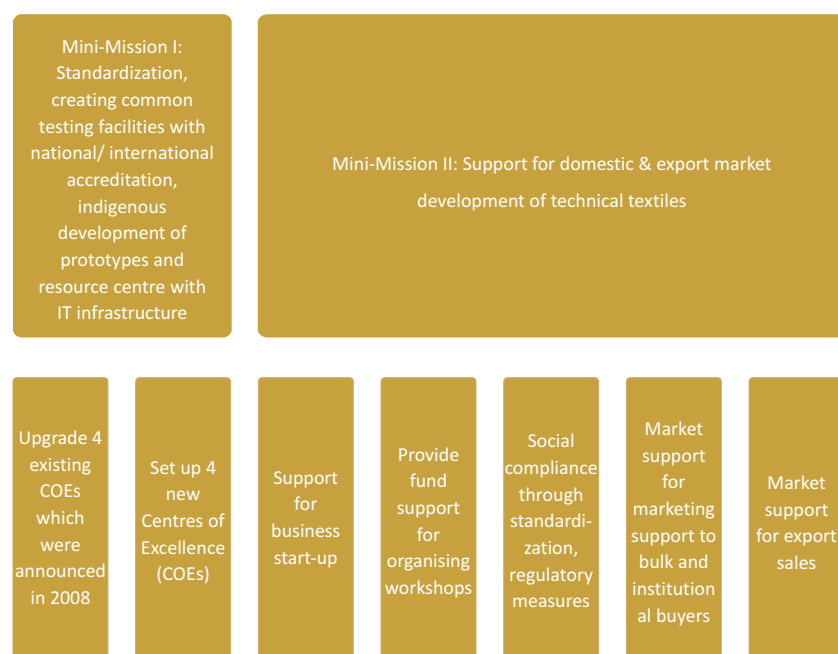 Mini-Mission I:
Standardization,
creating common
testing facilities with
national/ international
accreditation,
indigenous
development of
prototypes and
resource centre with
IT infrastructure
Mini-Mission II: Support for domestic & export market
development of technical textiles
Upgrade 4
existing
COEs
which
were
announced
in 2008
Set up 4
new
Centres of
Excellence
(COEs)
Support
for
business
start-up
Provide
fund
support
for
organising
workshops
Social
compliance
through
standardi-
zation,
regulatory
measures
Market
support
for
marketing
support to
bulk and
institution
al buyers
Market
support
for export
sales